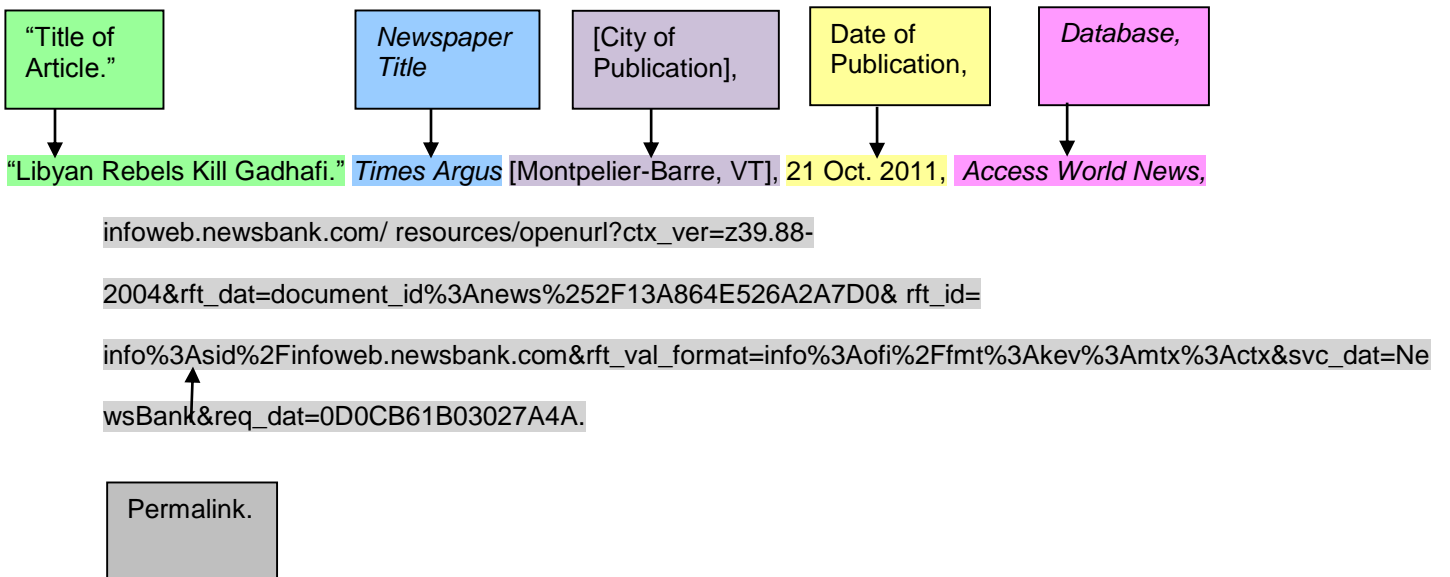 “Title of
Article.”
Newspaper
Title
[City of
Publication],
Date of
Publication,
Database,
“Libyan Rebels Kill Gadhafi.” Times Argus [Montpelier-Barre, VT], 21 Oct. 2011, Access World News,
infoweb.newsbank.com/ resources/openurl?ctx_ver=z39.88-
2004&rft_dat=document_id%3Anews%252F13A864E526A2A7D0& rft_id=
info%3Asid%2Finfoweb.newsbank.com&rft_val_format=info%3Aofi%2Ffmt%3Akev%3Amtx%3Actx&svc_dat=Ne
wsBank&req_dat=0D0CB61B03027A4A.
Permalink.